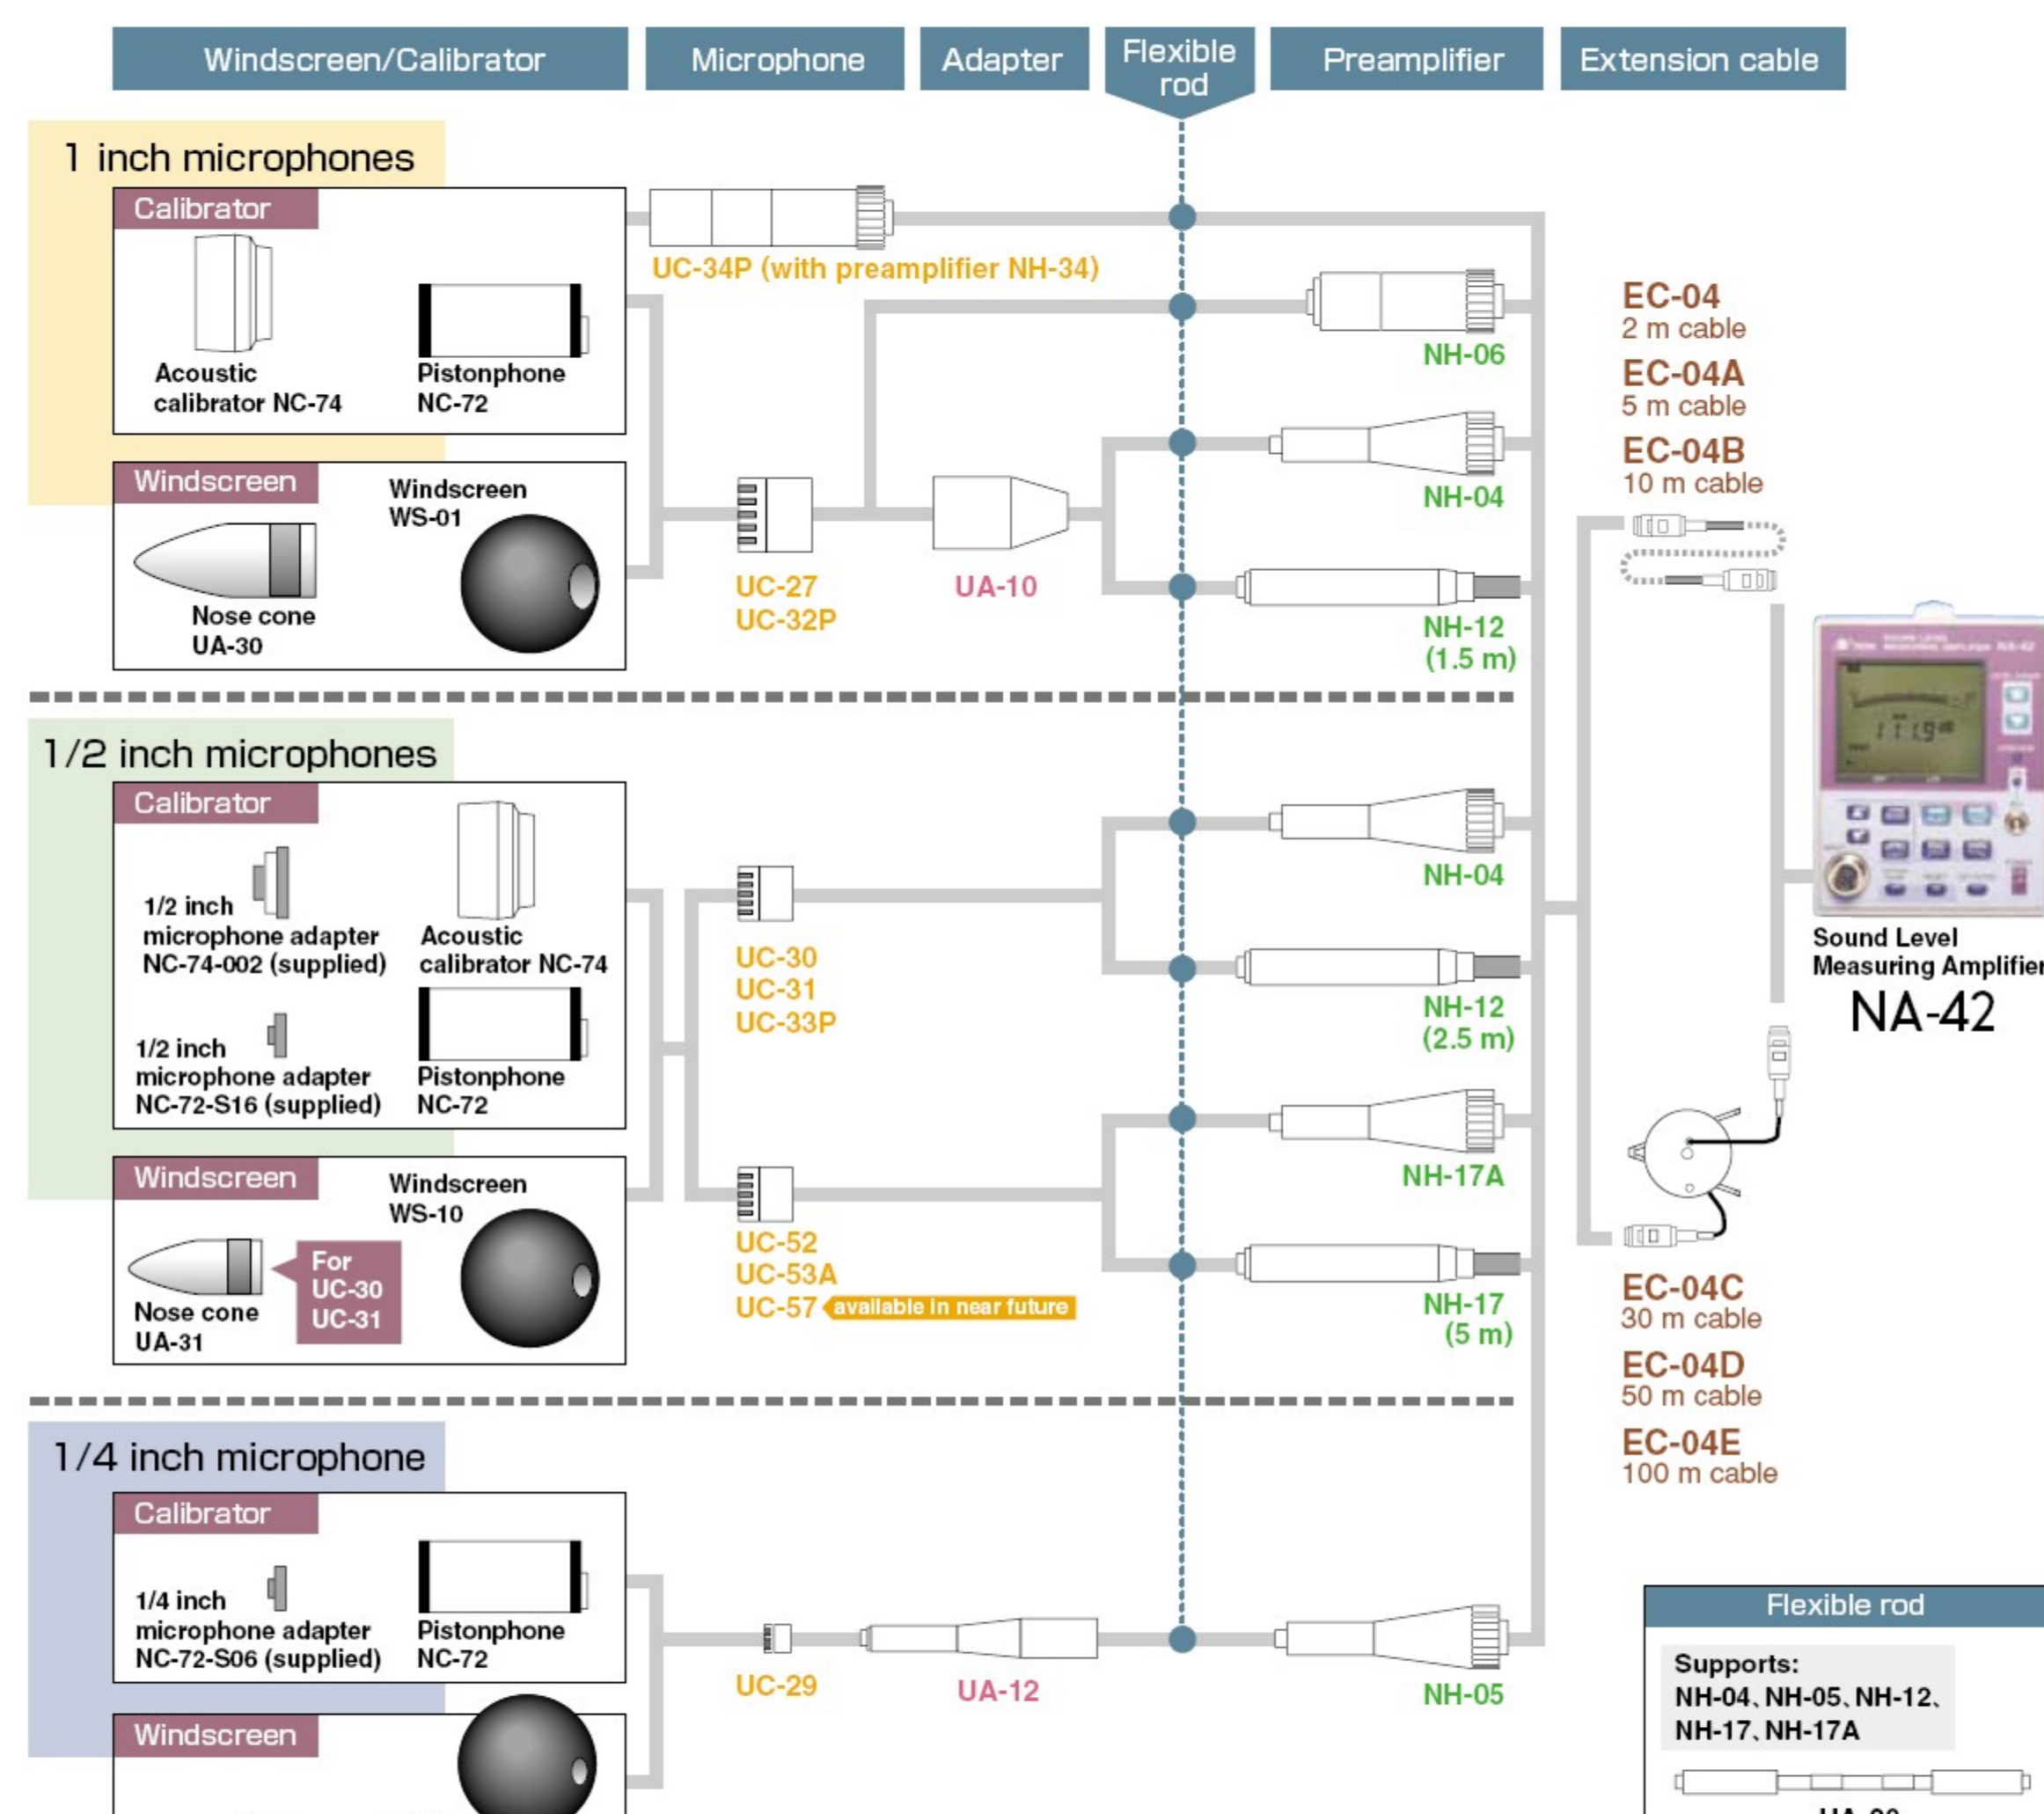 Windscreen/Calibrator
Microphone
Adapter
Flexible
rod
Preamplifier
Extension cable
1 inch microphones
Calibrator
Acoustic
calibrator NC-74
Pistonphone
NC-72
UC-34P (with preamplifier NH-34)
NH-06
NH-04
Windscreen
Windscreen
WS-01
Nose cone
UA-30
UC-27
UC-32P
UA-10
NH-12
(1.5 m)
EC-04
2 m cable
EC-04A
5 m cable
EC-04B
10 m cable
1/2 inch microphones
Calibrator
1/2 inch
microphone adapter
NC-74-002 (supplied)
Acoustic
calibrator NC-74
1/2 inch
microphone adapter
NC-72-S16 (supplied)
Pistonphone
NC-72
UC-30
UC-31
UC-33P
NH-04
NH-12
(2.5 m)
Sound Level
Measuring Amplifier
NA-42
Windscreen
Windscreen
WS-10
Nose cone
UA-31
For
UC-30
UC-31
UC-52
UC-53A
UC-57 available in near future
NH-17A
NH-17
(5 m)
EC-04C
30 m cable
EC-04D
50 m cable
EC-04E
100 m cable
1/4 inch microphone
Calibrator
1/4 inch
microphone adapter
NC-72-S06 (supplied)
Pistonphone
NC-72
UC-29
UA-12
NH-05
Windscreen
Flexible rod
Supports:
NH-04、NH-05、NH-12、
NH-17、NH-17A